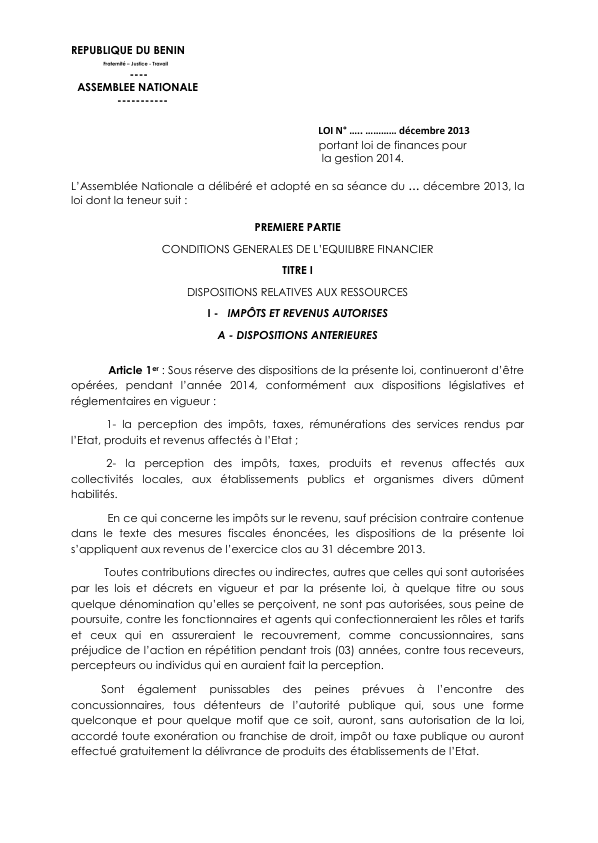 REPUBLIQUE DU BENIN
Fraternité – Justice - Travail
----
ASSEMBLEE NATIONALE
-----------
LOI N° ….. ………… décembre 2013
portant loi de finances pour
la gestion 2014.
L'Assemblée Nationale a délibéré et adopté en sa séance du … décembre 2013, la
loi dont la teneur suit :
PREMIERE PARTIE
CONDITIONS GENERALES DE L'EQUILIBRE FINANCIER
TITRE I
DISPOSITIONS RELATIVES AUX RESSOURCES
I - IMPÔTS ET REVENUS AUTORISES
A - DISPOSITIONS ANTERIEURES
Article 1er : Sous réserve des dispositions de la présente loi, continueront d'être
opérées, pendant l'année 2014, conformément aux dispositions législatives et
réglementaires en vigueur :
1- la perception des impôts, taxes, rémunérations des services rendus par
l'Etat, produits et revenus affectés à l'Etat ;
2- la perception des impôts, taxes, produits et revenus affectés aux
collectivités locales, aux établissements publics et organismes divers dûment
habilités.
En ce qui concerne les impôts sur le revenu, sauf précision contraire contenue
dans le texte des mesures fiscales énoncées, les dispositions de la présente loi
s'appliquent aux revenus de l'exercice clos au 31 décembre 2013.
Toutes contributions directes ou indirectes, autres que celles qui sont autorisées
par les lois et décrets en vigueur et par la présente loi, à quelque titre ou sous
quelque dénomination qu'elles se perçoivent, ne sont pas autorisées, sous peine de
poursuite, contre les fonctionnaires et agents qui confectionneraient les rôles et tarifs
et ceux qui en assureraient le recouvrement, comme concussionnaires, sans
préjudice de l'action en répétition pendant trois (03) années, contre tous receveurs,
percepteurs ou individus qui en auraient fait la perception.
Sont également punissables des peines prévues à l'encontre des
concussionnaires, tous détenteurs de l'autorité publique qui, sous une forme
quelconque et pour quelque motif que ce soit, auront, sans autorisation de la loi,
accordé toute exonération ou franchise de droit, impôt ou taxe publique ou auront
effectué gratuitement la délivrance de produits des établissements de l'Etat.